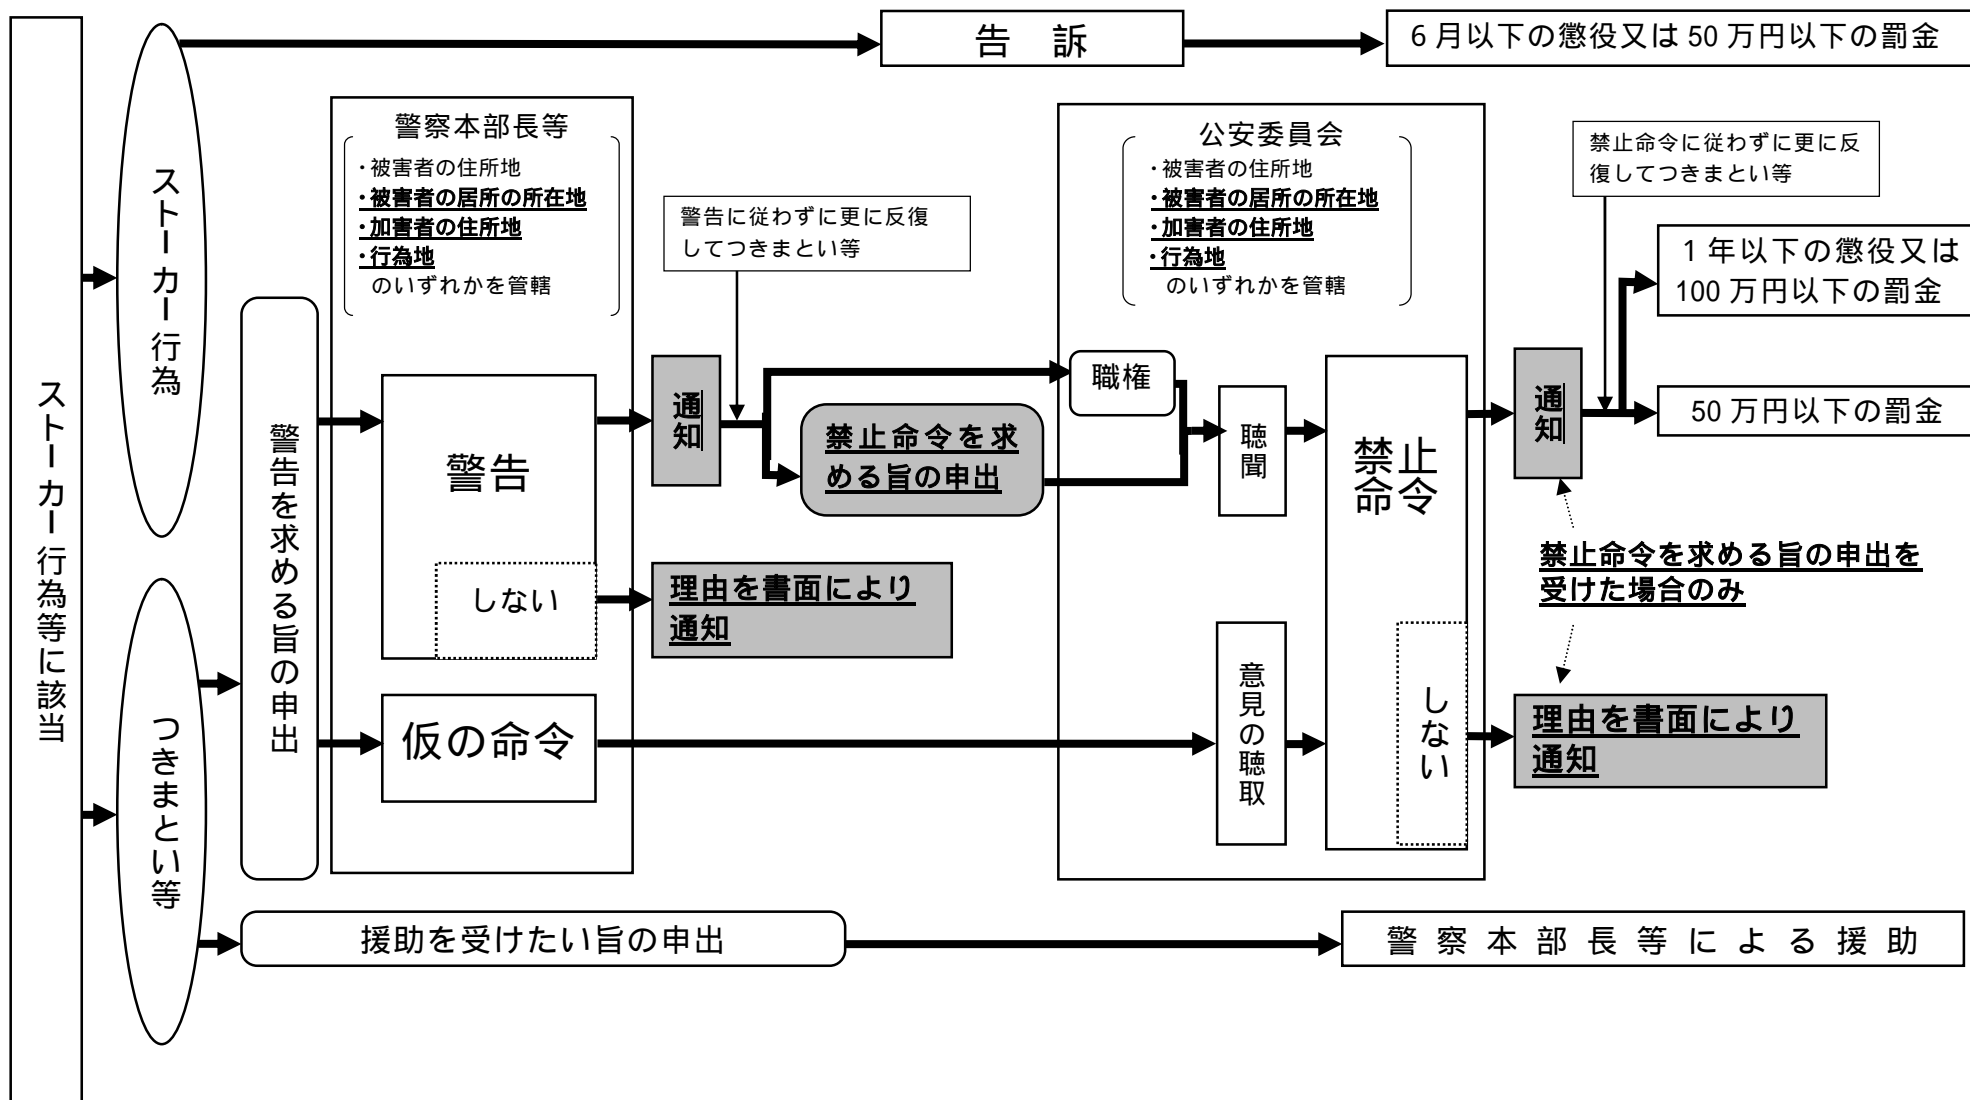 ストーカー行為等に該当
ストーカー行為
つきまとい等
告訴
6月以下の懲役又は50万円以下の罰金
警告を求める旨の申出
警察本部長等
・被害者の住所地
・被害者の居所の所在地
・加害者の住所地
・行為地
のいずれかを管轄
警告
しない
仮の命令
警告に従わずに更に反復
してつきまとい等
通知
禁止命令を求
める旨の申出
理由を書面により
通知
公安委員会
・被害者の住所地
・被害者の居所の所在地
・加害者の住所地
・行為地
のいずれかを管轄
職権
聴聞
意見の聴取
禁止
命令
しない
禁止命令に従わずに更に反
復してつきまとい等
通知
1年以下の懲役又は
100万円以下の罰金
50万円以下の罰金
禁止命令を求める旨の申出を
受けた場合のみ
理由を書面により
通知
援助を受けたい旨の申出
警察本部長等による援助